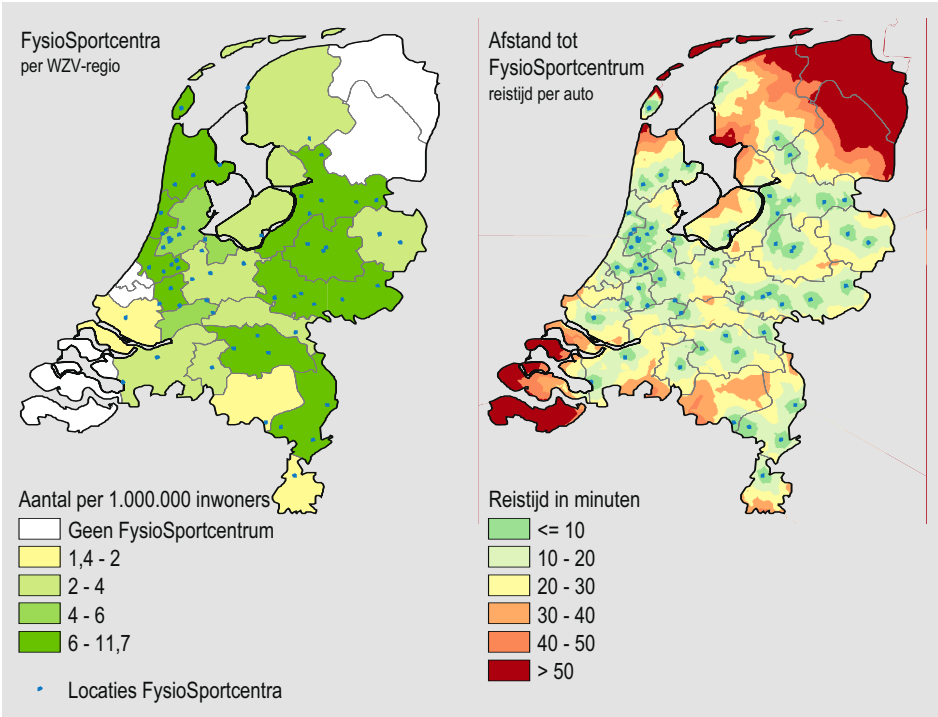 FysioSportcentra
per WZV-regio
Aantal per 1.000.000 inwoners
Geen FysioSportcentrum
1,4 - 2
2 - 4
4 - 6
6 - 11,7
Locaties FysioSportcentra
Afstand tot
FysioSportcentrum
reistijd per auto
Reistijd in minuten
<= 10
10 - 20
20 - 30
30 - 40
40 - 50
> 50